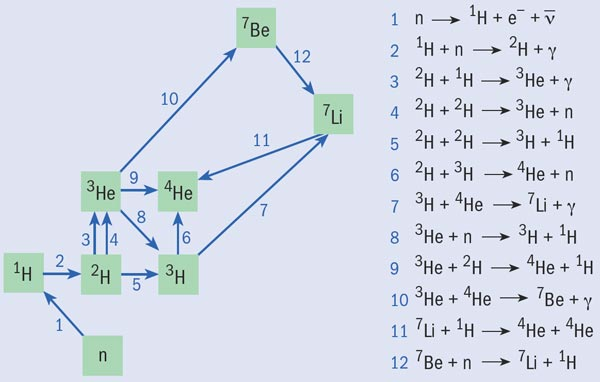 ⁷Be
12
10
⁷Li
11
³He
9
⁴He
8
7
3
4
6
¹H
2
²H
5
³H
1
n
1 n ⟶ ¹H + e⁻ + ν̅
2 ¹H + n ⟶ ²H + γ
3 ²H + ¹H ⟶ ³He + γ
4 ²H + ²H ⟶ ³He + n
5 ²H + ²H ⟶ ³H + ¹H
6 ²H + ³H ⟶ ⁴He + n
7 ³H + ⁴He ⟶ ⁷Li + γ
8 ³He + n ⟶ ³H + ¹H
9 ³He + ²H ⟶ ⁴He + ¹H
10 ³He + ⁴He ⟶ ⁷Be + γ
11 ⁷Li + ¹H ⟶ ⁴He + ⁴He
12 ⁷Be + n ⟶ ⁷Li + ¹H